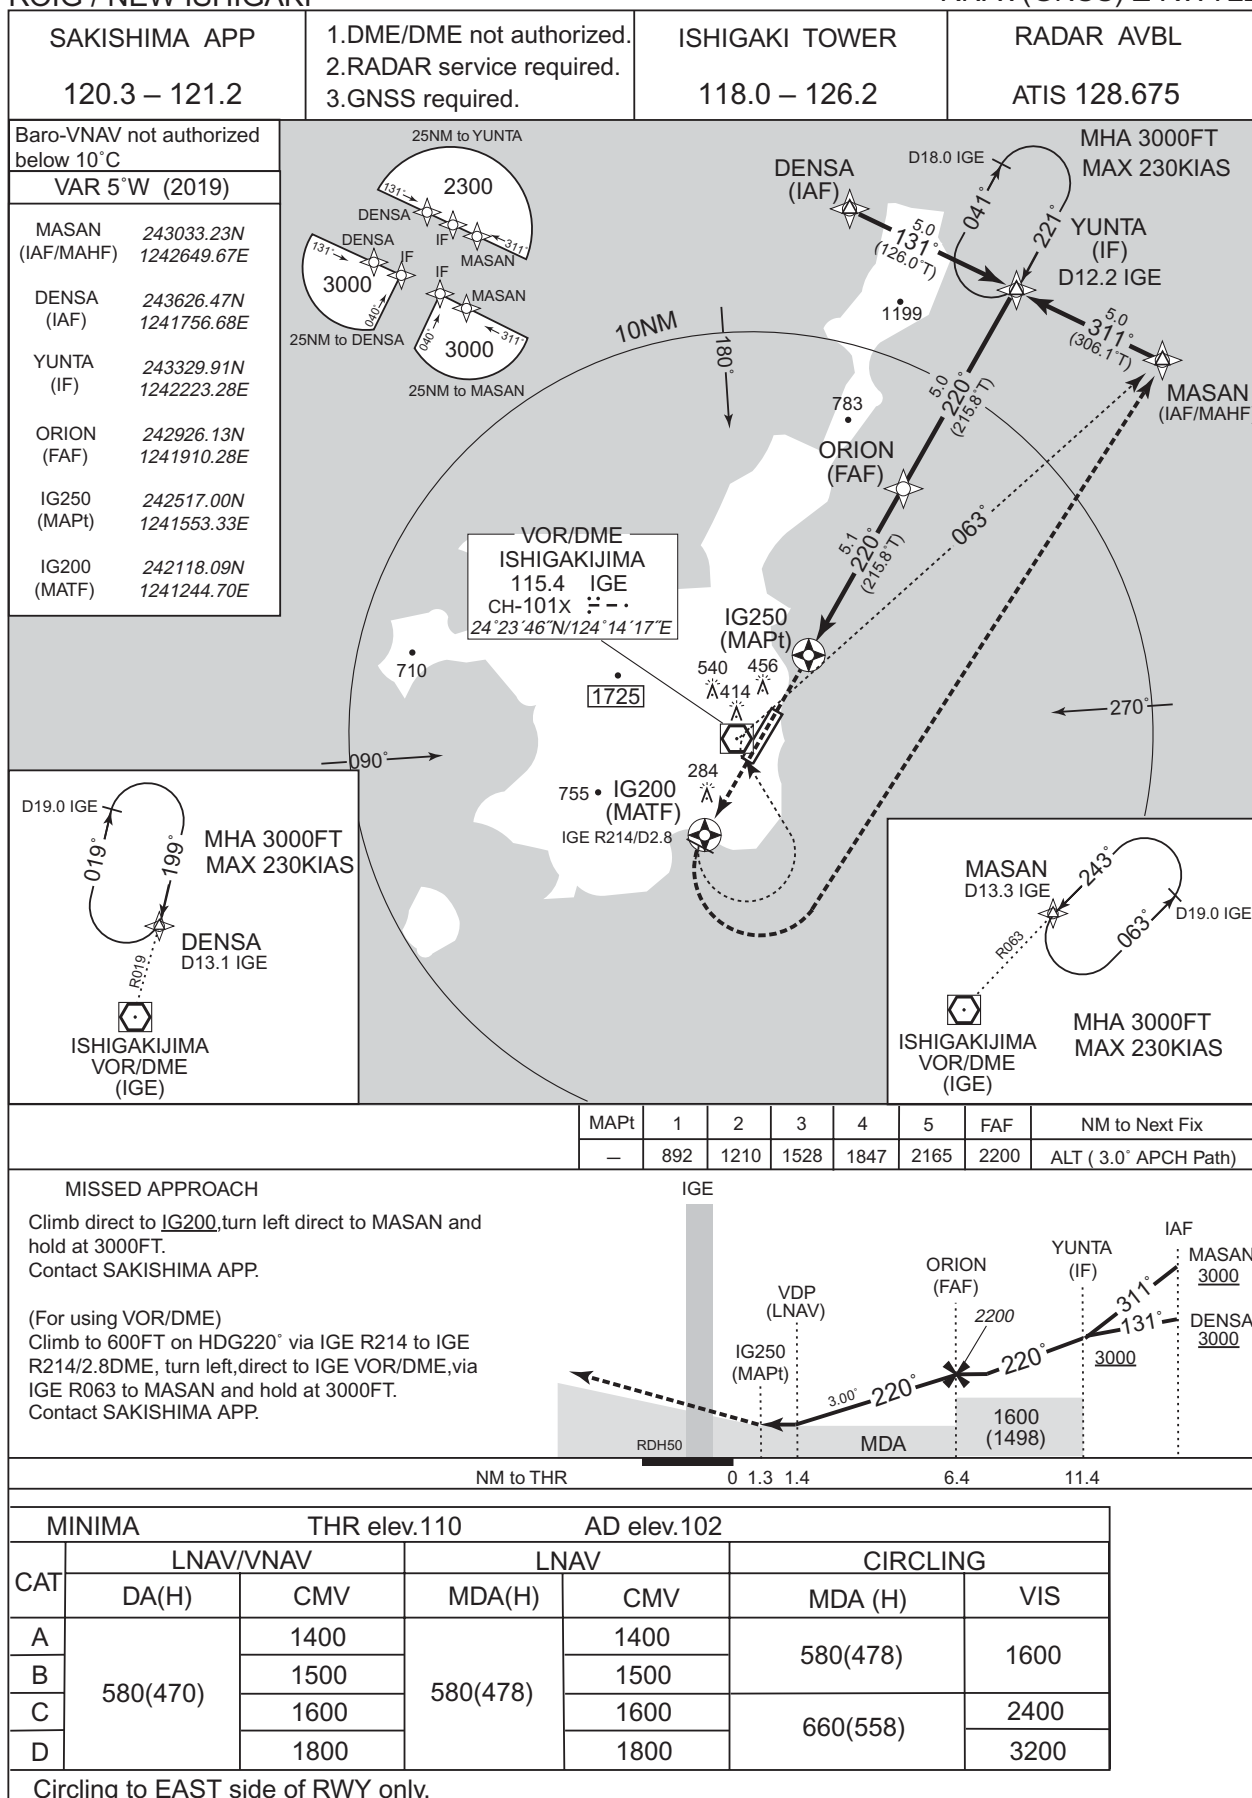 ROIG / NEW ISHIGAKI
SAKISHIMA APP
120.3 – 121.2
1.DME/DME not authorized.
2.RADAR service required.
3.GNSS required.
ISHIGAKI TOWER
118.0 – 126.2
RADAR AVBL
ATIS 128.675
Baro-VNAV not authorized
below 10˚C
VAR 5˚W (2019)
MASAN 243033.23N
(IAF/MAHF) 1242649.67E
DENSA 243626.47N
(IAF) 1241756.68E
YUNTA 243329.91N
(IF) 1242223.28E
ORION 242926.13N
(FAF) 1241910.28E
IG250 242517.00N
(MAPt) 1241553.33E
IG200 242118.09N
(MATF) 1241244.70E
25NM to YUNTA
2300
131˚
DENSA
IF
MASAN
311˚
DENSA
131˚
IF
3000
040˚
25NM to DENSA
IF
MASAN
040˚
311˚
3000
25NM to MASAN
DENSA
(IAF)
D18.0 IGE
MHA 3000FT
MAX 230KIAS
041˚
221˚
YUNTA
(IF)
D12.2 IGE
5.0
131˚
(126.0˚T)
1199
5.0
311˚
(306.1˚T)
MASAN
(IAF/MAHF
10NM
180˚
783
5.0
220˚
(215.8˚T)
ORION
(FAF)
063˚
5.1
220˚
(215.8˚T)
VOR/DME
ISHIGAKIJIMA
115.4 IGE
CH-101X
24˚23´46˝N/124˚14´17˝E
IG250
(MAPt)
540
456
414
710
1725
270˚
090˚
284
755
IG200
(MATF)
IGE R214/D2.8
D19.0 IGE
019˚
199˚
MHA 3000FT
MAX 230KIAS
DENSA
D13.1 IGE
R019
ISHIGAKIJIMA
VOR/DME
(IGE)
MASAN
D13.3 IGE
243˚
063˚
D19.0 IGE
R063
ISHIGAKIJIMA
VOR/DME
(IGE)
MHA 3000FT
MAX 230KIAS
MAPt 1 2 3 4 5 FAF NM to Next Fix
– 892 1210 1528 1847 2165 2200 ALT ( 3.0˚ APCH Path)
MISSED APPROACH
Climb direct to IG200,turn left direct to MASAN and
hold at 3000FT.
Contact SAKISHIMA APP.
(For using VOR/DME)
Climb to 600FT on HDG220˚ via IGE R214 to IGE
R214/2.8DME, turn left,direct to IGE VOR/DME,via
IGE R063 to MASAN and hold at 3000FT.
Contact SAKISHIMA APP.
IGE
IAF
MASAN
3000
DENSA
3000
YUNTA
(IF)
ORION
(FAF)
2200
VDP
(LNAV)
IG250
(MAPt)
311˚
131˚
3000
220˚
3.00˚ 220˚
1600
(1498)
MDA
RDH50
NM to THR 0 1.3 1.4 6.4 11.4
MINIMA THR elev.110 AD elev.102
CAT LNAV/VNAV LNAV CIRCLING
DA(H) CMV MDA(H) CMV MDA (H) VIS
A 1400 1400
580(478) 1600
B 1500 1500
580(470) 580(478)
C 1600 1600 2400
660(558)
D 1800 1800 3200
Circling to EAST side of RWY only.